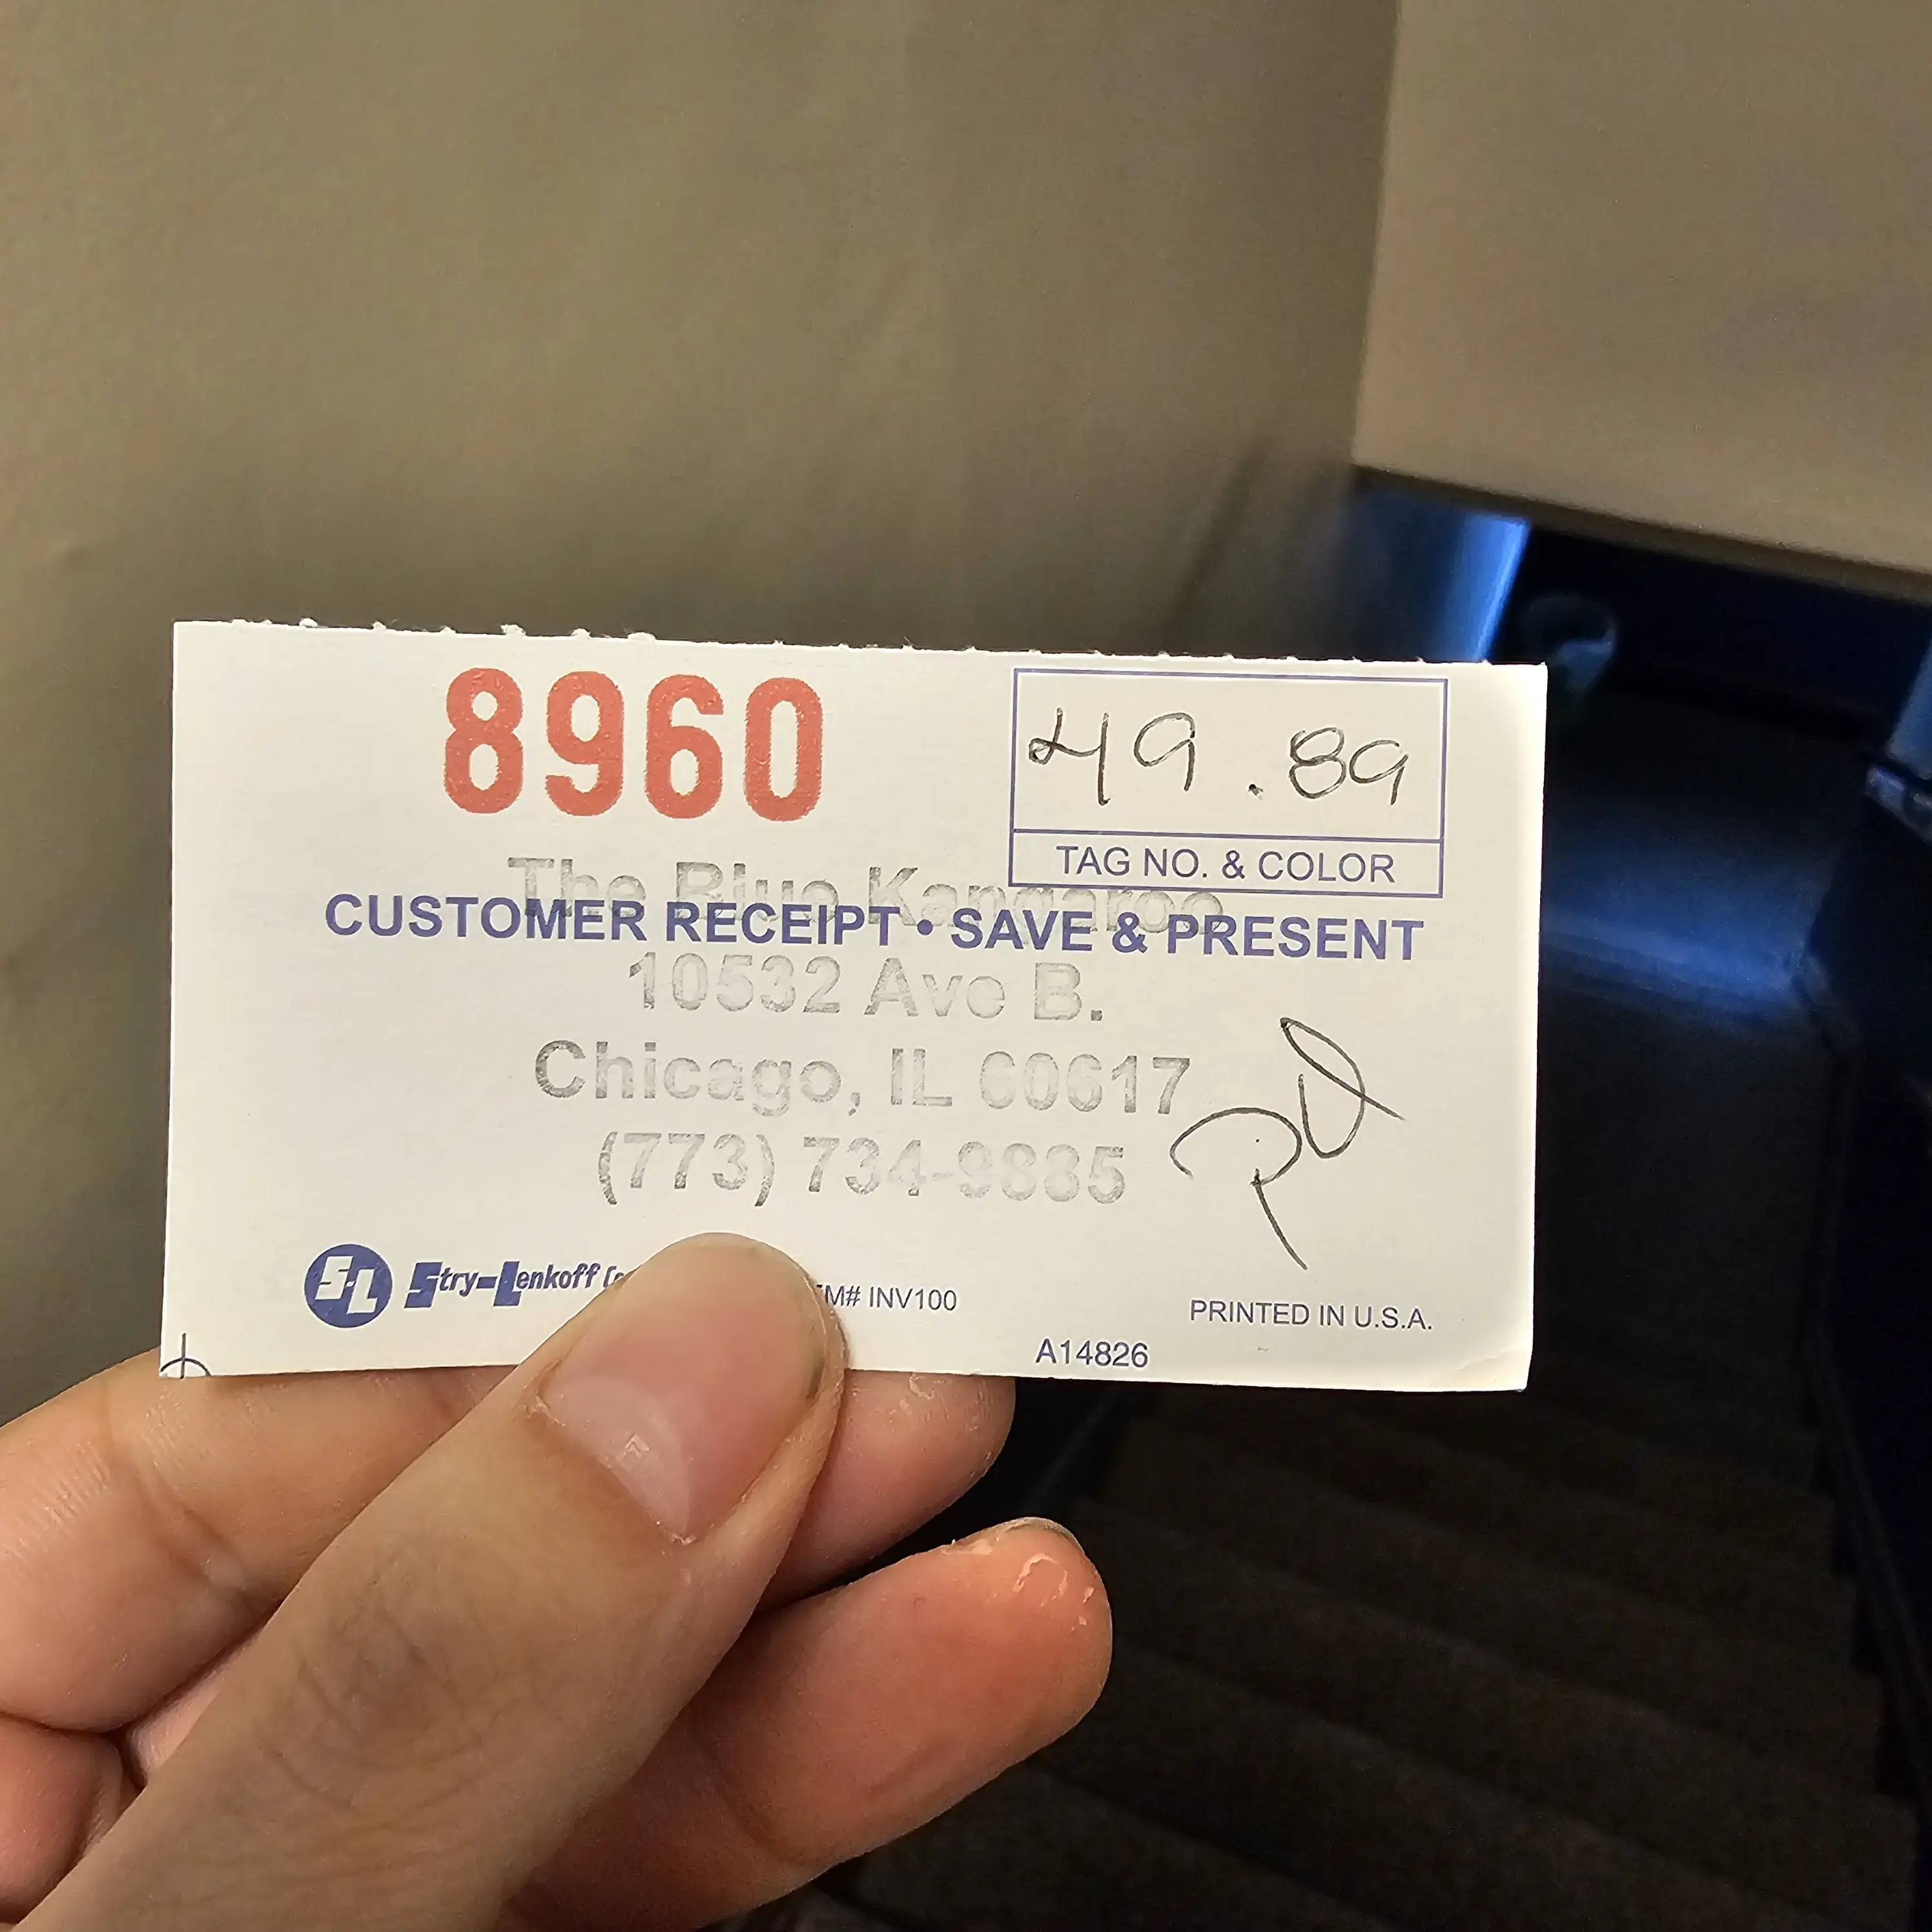 8960
49.89
TAG NO. & COLOR
The Blue Kangaroo
CUSTOMER RECEIPT • SAVE & PRESENT
10532 Ave B.
Chicago, IL 60617
(773) 734-9885
Pd
S-L Stry-Lenkoff INV100
PRINTED IN U.S.A.
A14826